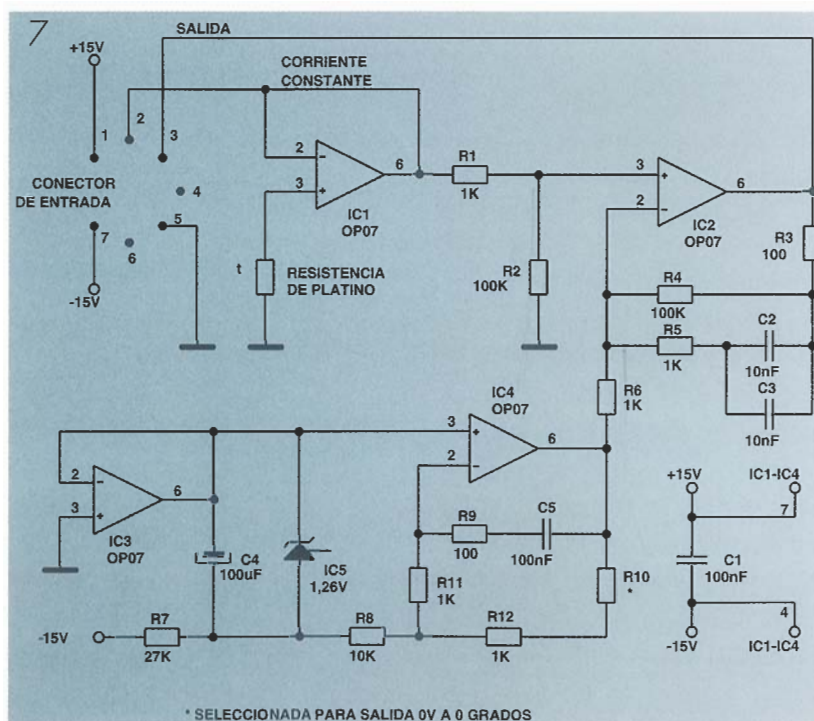 7
SALIDA
+15V
CORRIENTE
CONSTANTE
1
2
3
4
5
6
7
CONECTOR
DE ENTRADA
-15V
2
3
6
IC1
OP07
t
RESISTENCIA
DE PLATINO
R1
1K
R2
100K
3
2
6
IC2
OP07
R3
100
R4
100K
R5
1K
C2
10nF
C3
10nF
R6
1K
IC4
OP07
3
2
6
2
3
6
IC3
OP07
C4
100uF
IC5
1,26V
R9
100
C5
100nF
R11
1K
R10
*
-15V
R7
27K
R8
10K
R12
1K
+15V
IC1-IC4
7
C1
100nF
4
-15V
IC1-IC4
* SELECCIONADA PARA SALIDA 0V A 0 GRADOS